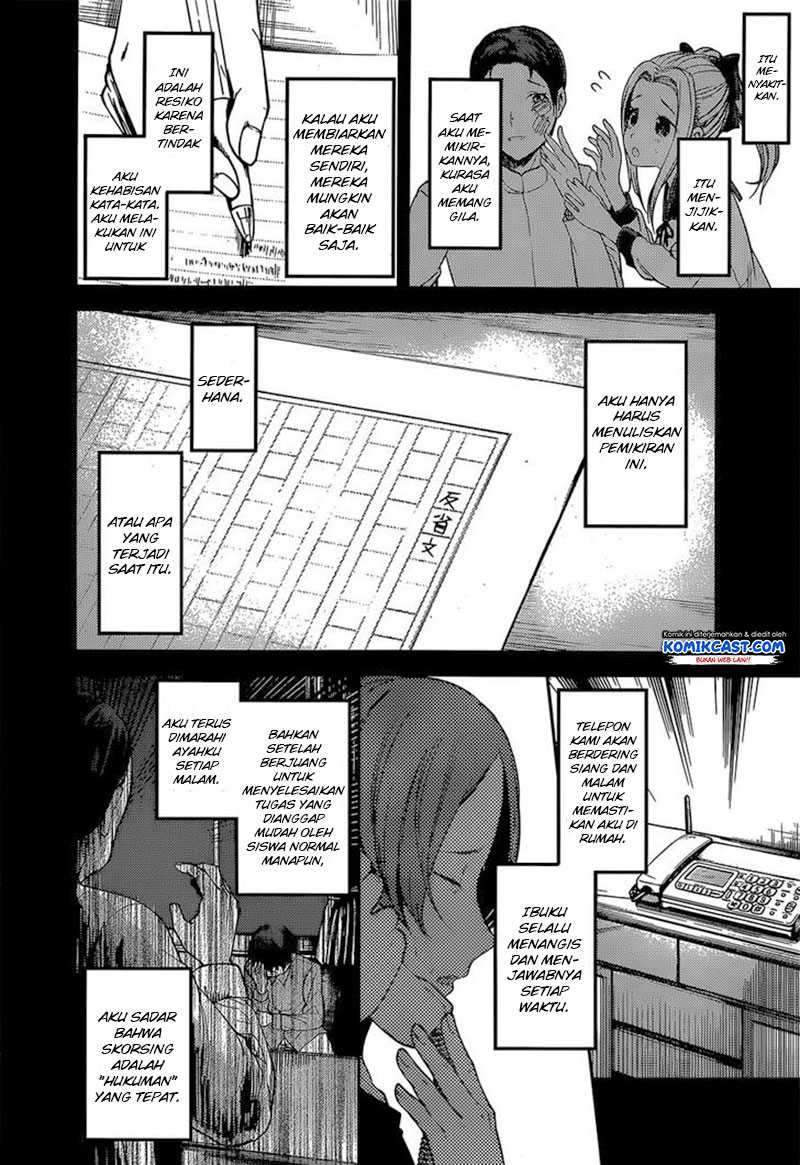 ITU
ME-
NYAKIT-
KAN.
ITU
MEN-
JIJIK-
KAN.
SAAT
AKU ME-
MIKIR-
KANNYA,
KURASA
AKU
MEMANG
GILA.
KALAU AKU
MEMBIARKAN
MEREKA
SENDIRI,
MEREKA
MUNGKIN
AKAN
BAIK-BAIK
SAJA.
INI
ADALAH
RESIKO
KARENA
BER-
TINDAK
AKU
KEHABISAN
KATA-KATA.
AKU MELA-
KUKAN INI
UNTUK
AKU HANYA
HARUS
MENULISKAN
PEMIKIRAN
INI.
SEDER-
HANA.
反省文
ATAU APA
YANG
TERJADI
SAAT ITU.
Komik ini diterjemahkan & diedit oleh
KOMIKCAST.COM
BUKAN WEB LAIN!!
TELEPON
KAMI AKAN
BERDERING
SIANG DAN
MALAM
UNTUK
MEMASTI-
KAN AKU DI
RUMAH.
IBUKU
SELALU
MENANGIS
DAN MEN-
JAWABNYA
SETIAP
WAKTU.
BAHKAN
SETELAH
BERJUANG
UNTUK
MENYELESAIKAN
TUGAS YANG
DIANGGAP
MUDAH OLEH
SISWA NORMAL
MANAPUN,
AKU TERUS
DIMARAHI
AYAHKU
SETIAP
MALAM.
AKU SADAR
BAHWA
SKORSING
ADALAH
"HUKUMAN"
YANG TEPAT.